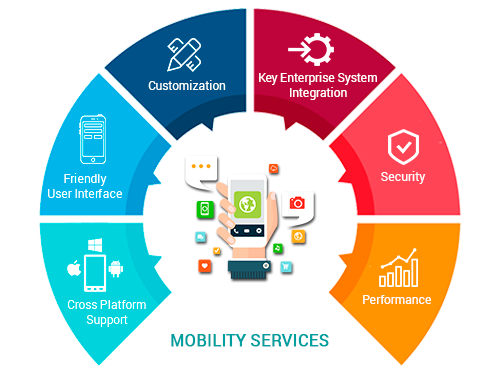 Customization
Key Enterprise System
Integration
Friendly
User Interface
Security
Cross Platform
Support
Performance
MOBILITY SERVICES